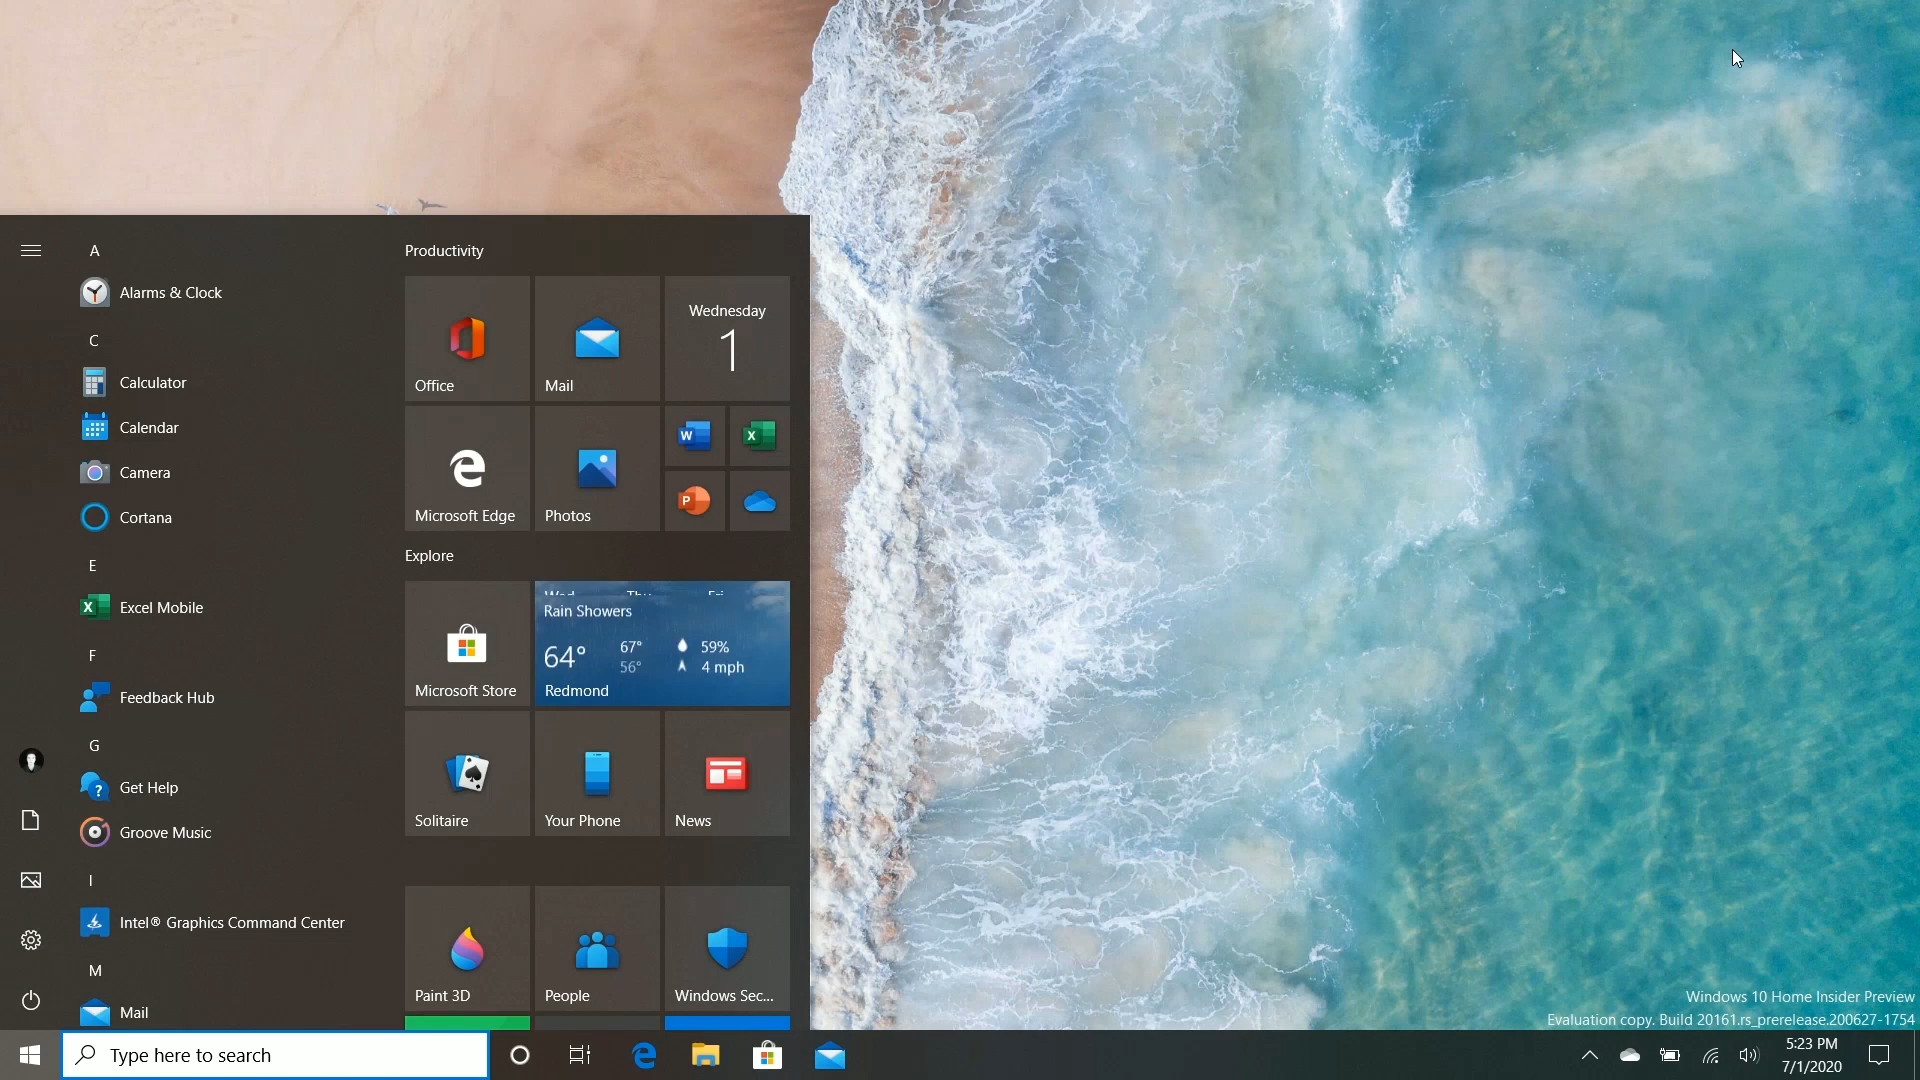 A
Alarms & Clock
C
Calculator
Calendar
Camera
Cortana
E
Excel Mobile
F
Feedback Hub
G
Get Help
Groove Music
I
Intel® Graphics Command Center
M
Mail
Productivity
Office
Mail
Wednesday
1
Microsoft Edge
Photos
W
X
P
Explore
Microsoft Store
Wed Thu Fri
Rain Showers
64° 67° 59%
56° 4 mph
Redmond
Solitaire
Your Phone
News
Paint 3D
People
Windows Sec...
Windows 10 Home Insider Preview
Evaluation copy. Build 20161.rs_prerelease.200627-1754
Type here to search
5:23 PM
7/1/2020